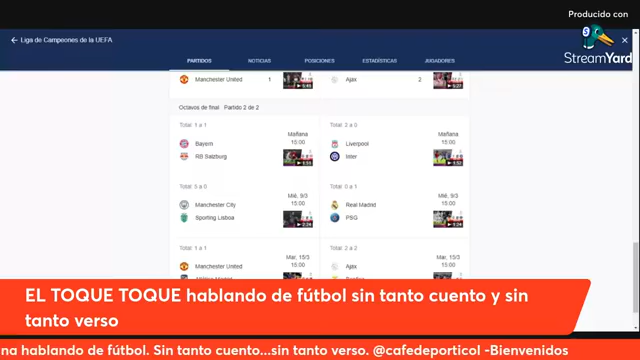 Producido con
StreamYard
← Liga de Campeones de la UEFA
PARTIDOS NOTICIAS POSICIONES ESTADÍSTICAS JUGADORES
Manchester United 1
5:49
Ajax 2
0:27
Octavos de final Partido 2 de 2
Total: 1 a 1
Mañana
15:00
Bayern
RB Salzburg
Total: 2 a 0
Mañana
15:00
Liverpool
Inter
Total: 5 a 0
Mié, 9/3
15:00
Manchester City
Sporting Lisboa
Total: 0 a 1
Mié, 9/3
15:00
Real Madrid
PSG
Total: 1 a 1
Mar, 15/3
15:00
Manchester United
Total: 2 a 2
Mar, 15/3
15:00
Ajax
EL TOQUE TOQUE hablando de fútbol sin tanto cuento y sin
tanto verso
na hablando de fútbol. Sin tanto cuento...sin tanto verso. @cafedeporticol -Bienvenidos